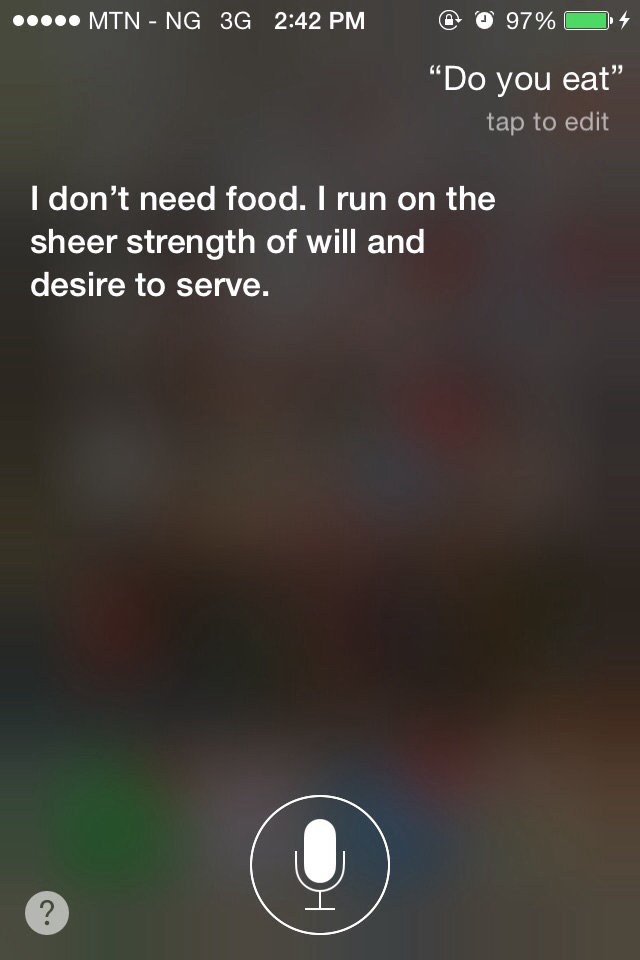 MTN - NG 3G 2:42 PM 97%
“Do you eat”
tap to edit
I don’t need food. I run on the
sheer strength of will and
desire to serve.
?